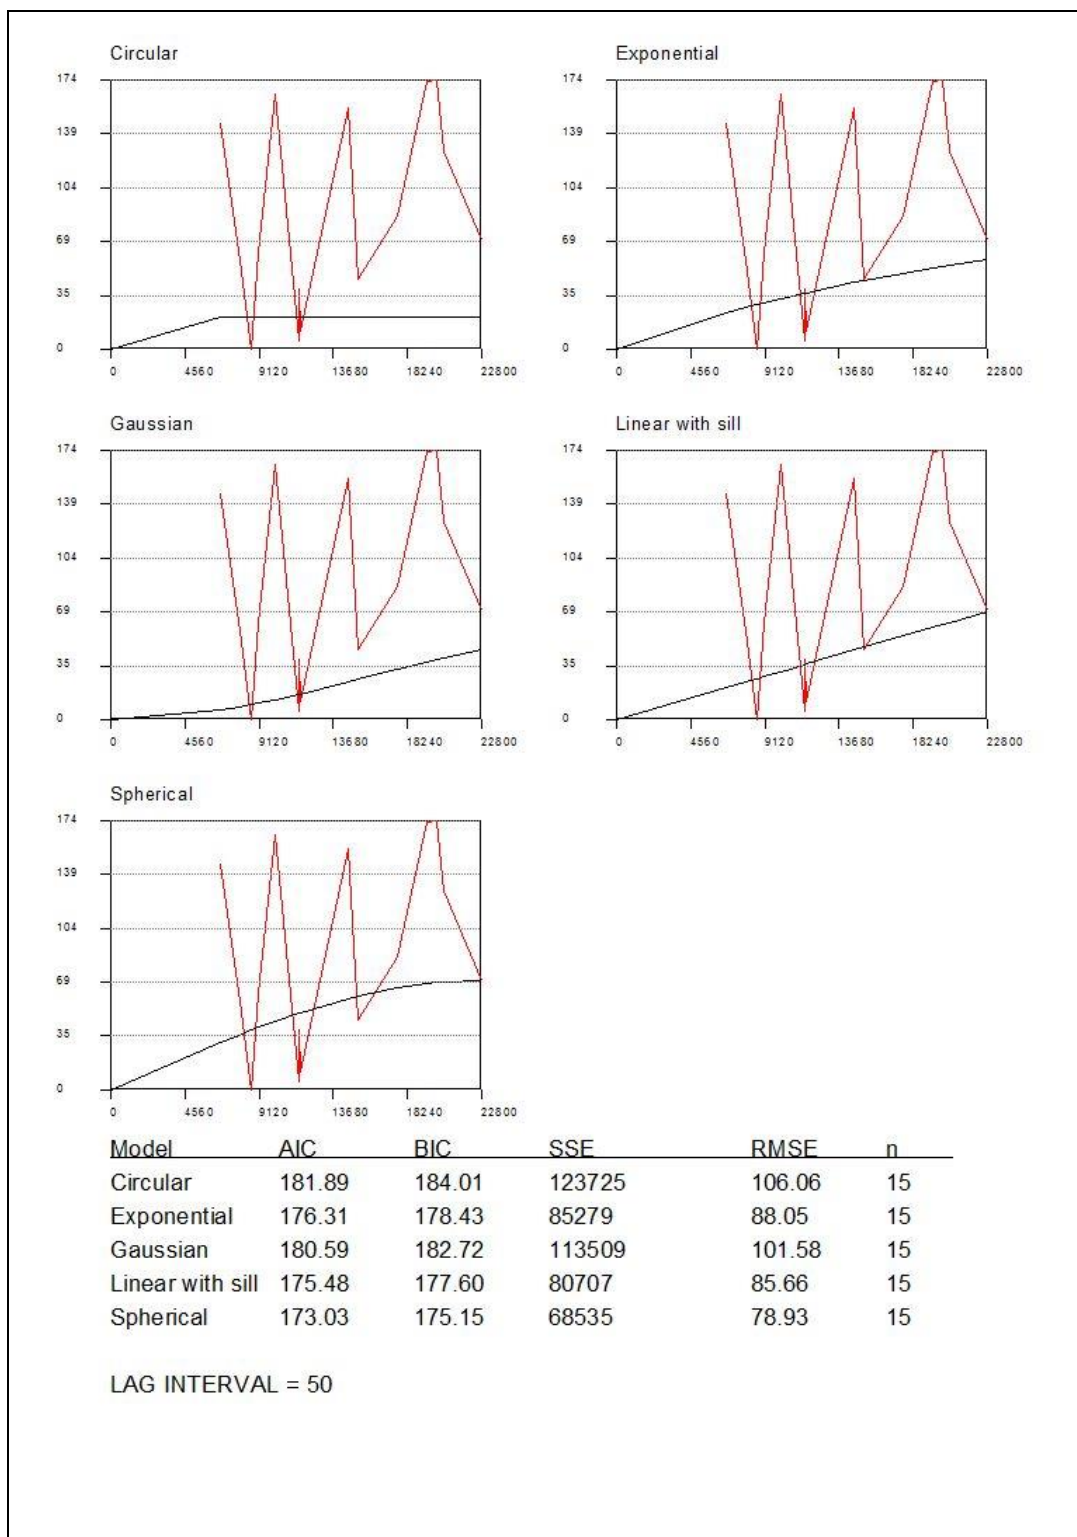 Circular
174
139
104
69
35
0
0 4560 9120 13680 18240 22800
Exponential
174
139
104
69
35
0
0 4560 9120 13680 18240 22800
Gaussian
174
139
104
69
35
0
0 4560 9120 13680 18240 22800
Linear with sill
174
139
104
69
35
0
0 4560 9120 13680 18240 22800
Spherical
174
139
104
69
35
0
0 4560 9120 13680 18240 22800
Model AIC BIC SSE RMSE n
Circular 181.89 184.01 123725 106.06 15
Exponential 176.31 178.43 85279 88.05 15
Gaussian 180.59 182.72 113509 101.58 15
Linear with sill 175.48 177.60 80707 85.66 15
Spherical 173.03 175.15 68535 78.93 15
LAG INTERVAL = 50